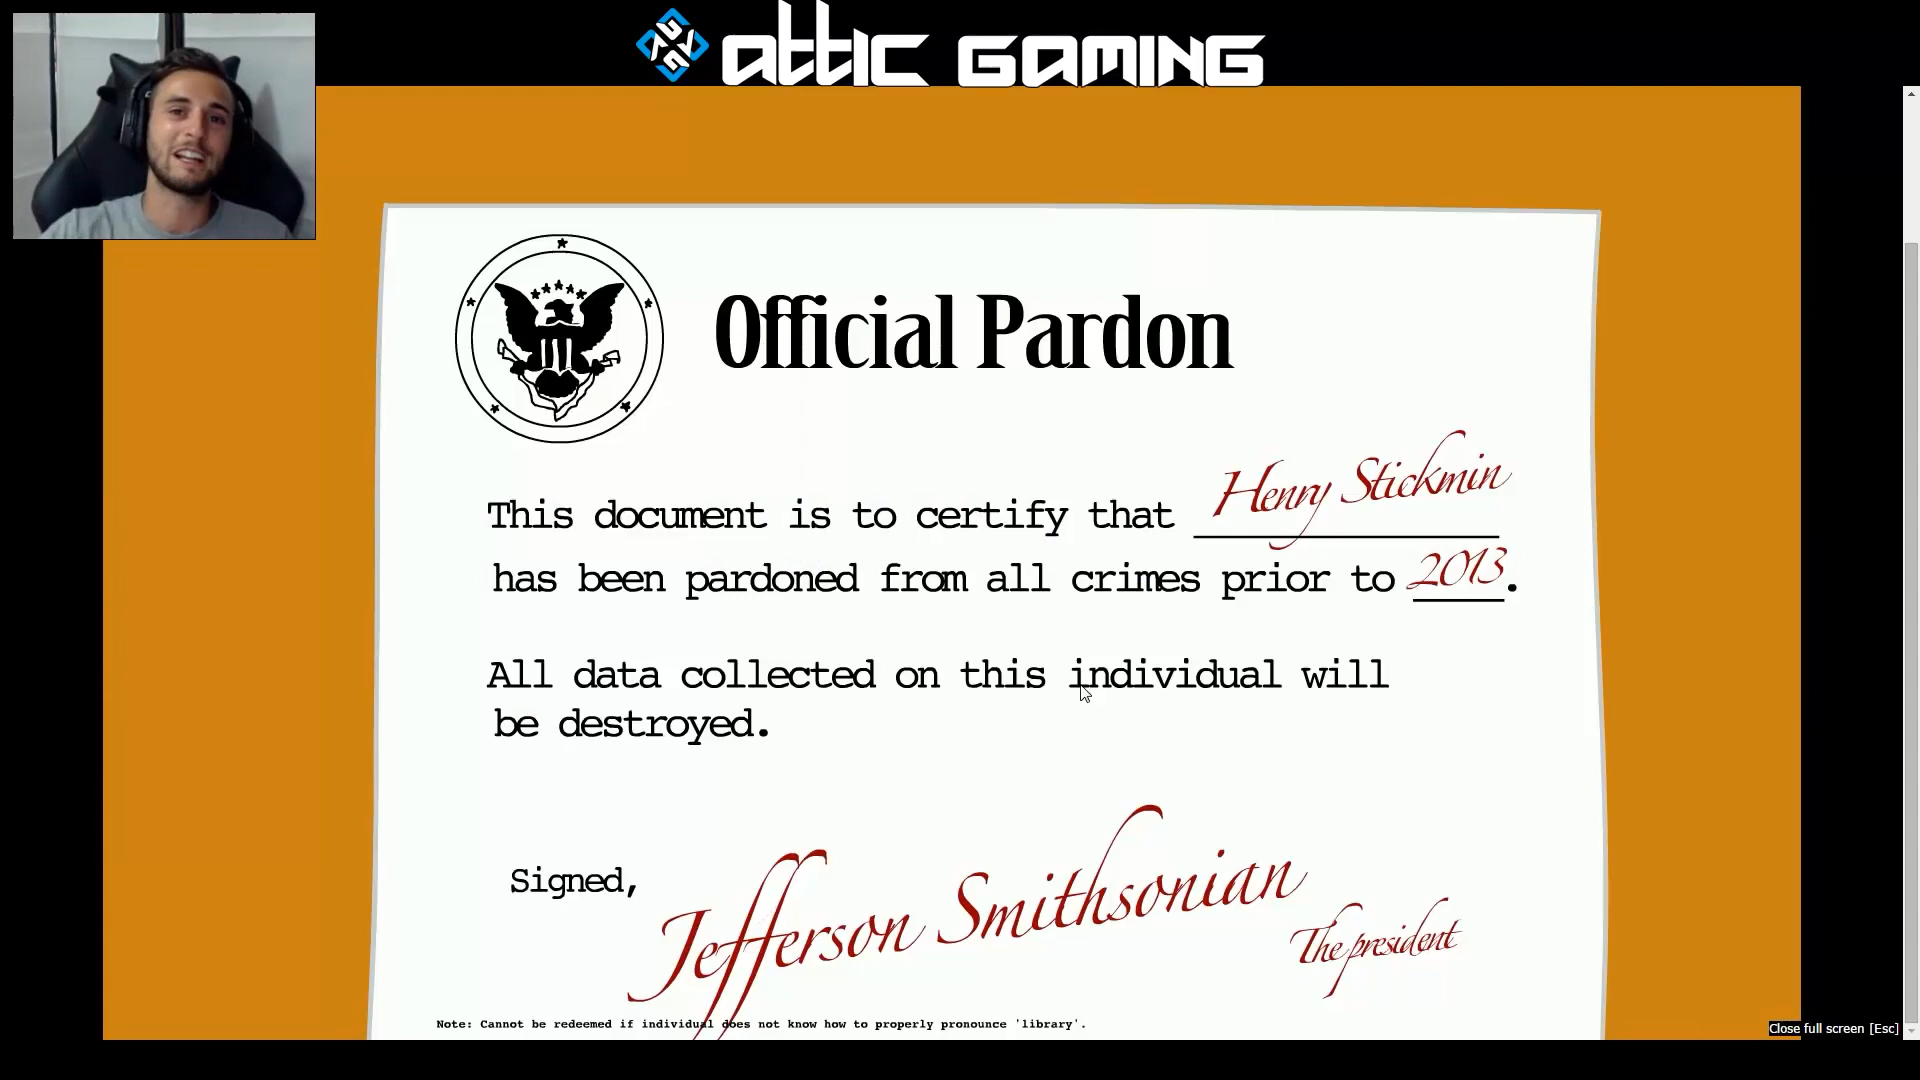 ATTIC GAMING
Official Pardon
This document is to certify that Henry Stickmin
has been pardoned from all crimes prior to 2013.
All data collected on this individual will
be destroyed.
Signed, Jefferson Smithsonian
The president
Note: Cannot be redeemed if individual does not know how to properly pronounce 'library'.
Close full screen [Esc]